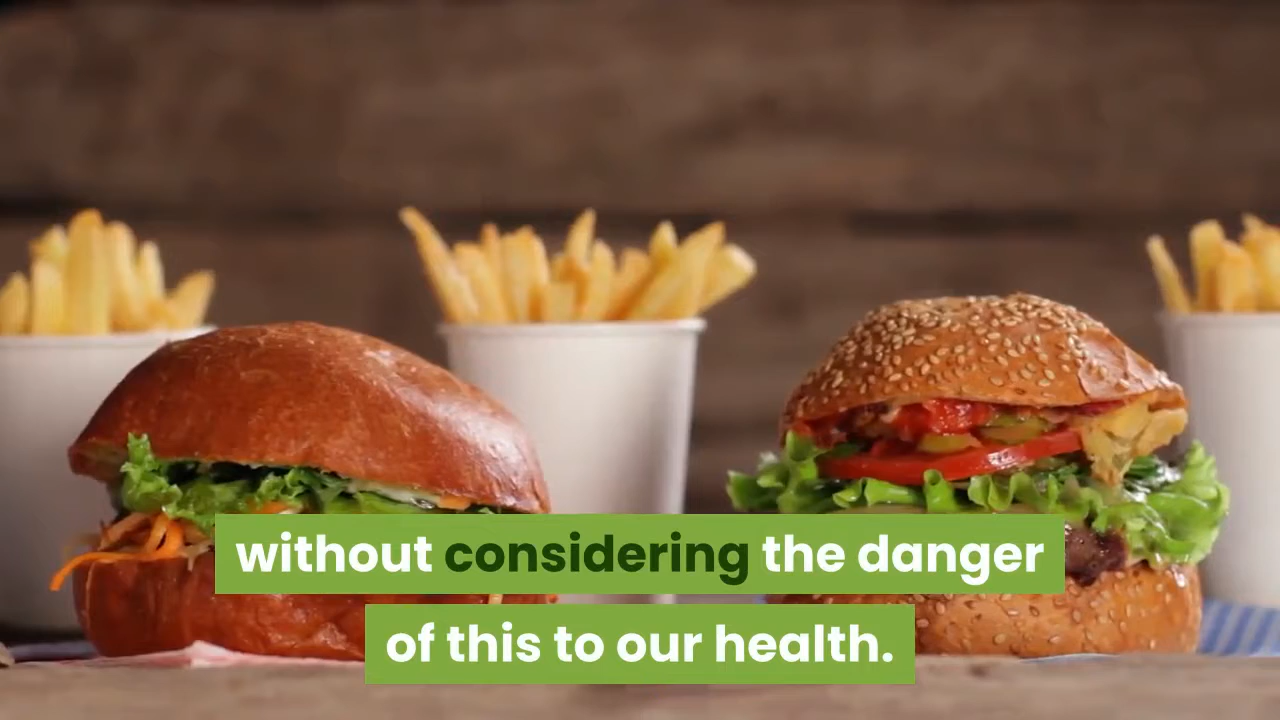 without considering the danger
of this to our health.